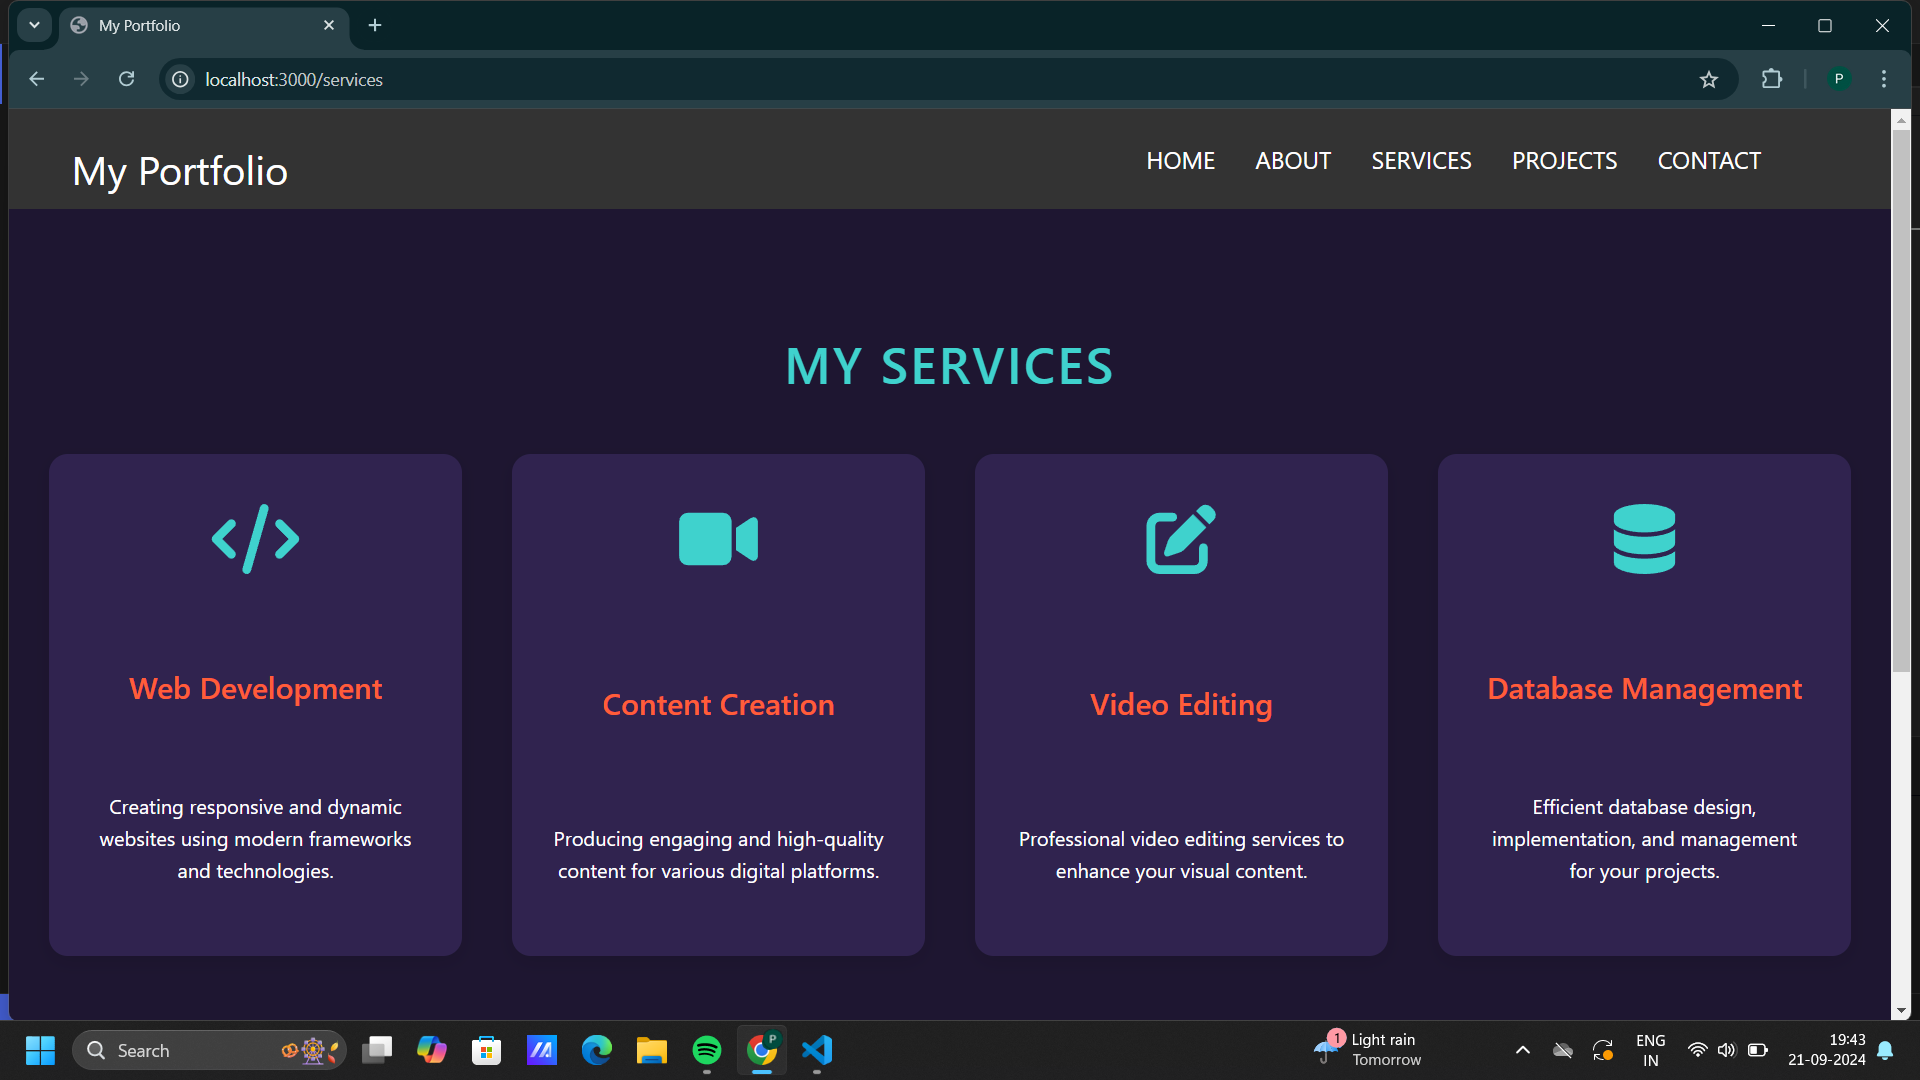 My Portfolio
localhost:3000/services
P
My Portfolio
HOME
ABOUT
SERVICES
PROJECTS
CONTACT
MY SERVICES
Web Development
Creating responsive and dynamic
websites using modern frameworks
and technologies.
Content Creation
Producing engaging and high-quality
content for various digital platforms.
Video Editing
Professional video editing services to
enhance your visual content.
Database Management
Efficient database design,
implementation, and management
for your projects.
Search
P
1
Light rain
Tomorrow
ENG
IN
19:43
21-09-2024